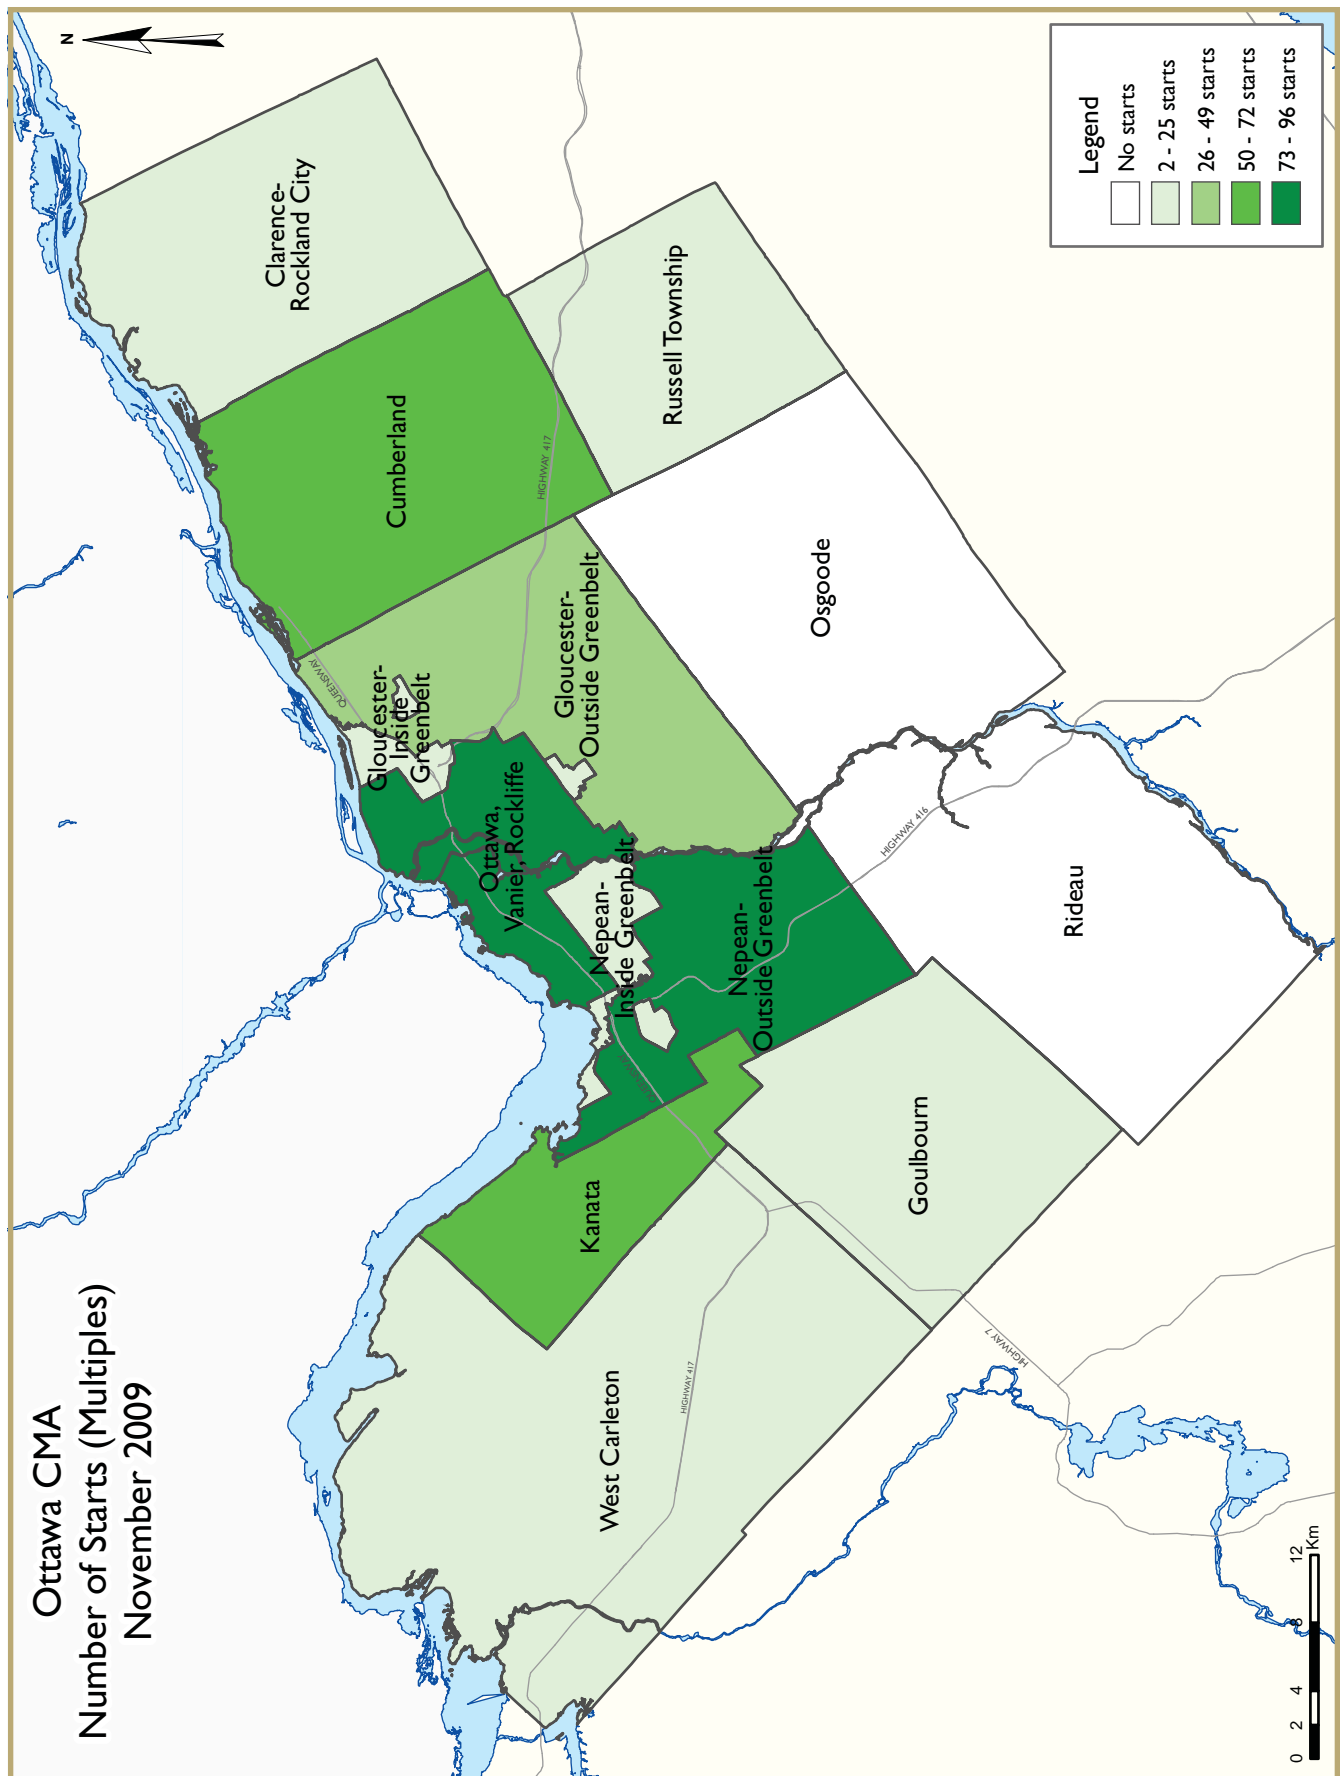 Ottawa CMA
Number of Starts (Multiples)
November 2009
N
Clarence-
Rockland City
Cumberland
Russell Township
HIGHWAY 417
QUEENSWAY
Gloucester-
Inside
Greenbelt
Gloucester-
Outside Greenbelt
Osgoode
Ottawa,
Vanier, Rockliffe
Nepean-
Inside Greenbelt
Nepean-
Outside Greenbelt
QUEENSWAY
HIGHWAY 416
Rideau
Kanata
Goulbourn
West Carleton
HIGHWAY 417
HIGHWAY 7
Legend
No starts
2 - 25 starts
26 - 49 starts
50 - 72 starts
73 - 96 starts
0 2 4 8 12
Km